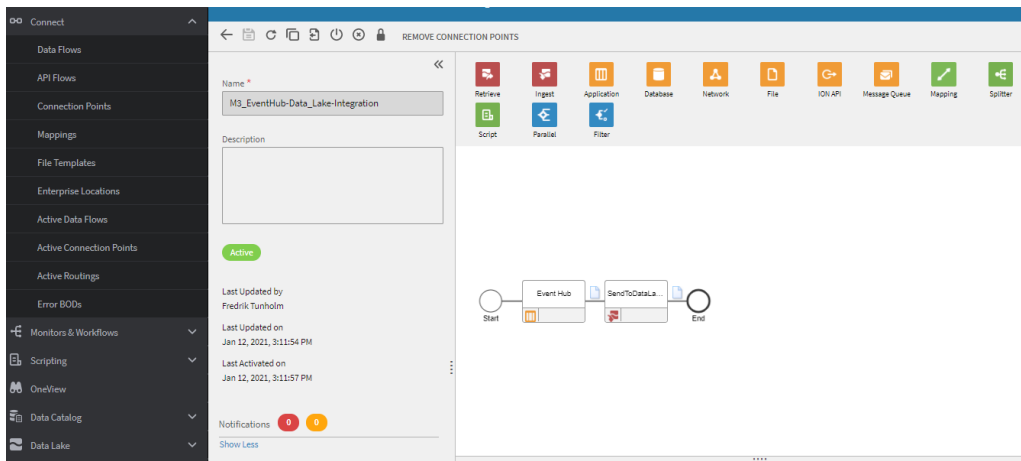 Connect
Data Flows
API Flows
Connection Points
Mappings
File Templates
Enterprise Locations
Active Data Flows
Active Connection Points
Active Routings
Error BODs
Monitors & Workflows
Scripting
OneView
Data Catalog
Data Lake
REMOVE CONNECTION POINTS
Name *
M3_EventHub-Data_Lake-Integration
Description
Active
Last Updated by
Fredrik Tunholm
Last Updated on
Jan 12, 2021, 3:11:54 PM
Last Activated on
Jan 12, 2021, 3:11:57 PM
Notifications 0 0
Show Less
Retrieve Ingest Application Database Network File ION API Message Queue Mapping Splitter
Script Parallel Filter
Event Hub SendToDataLa...
Start End